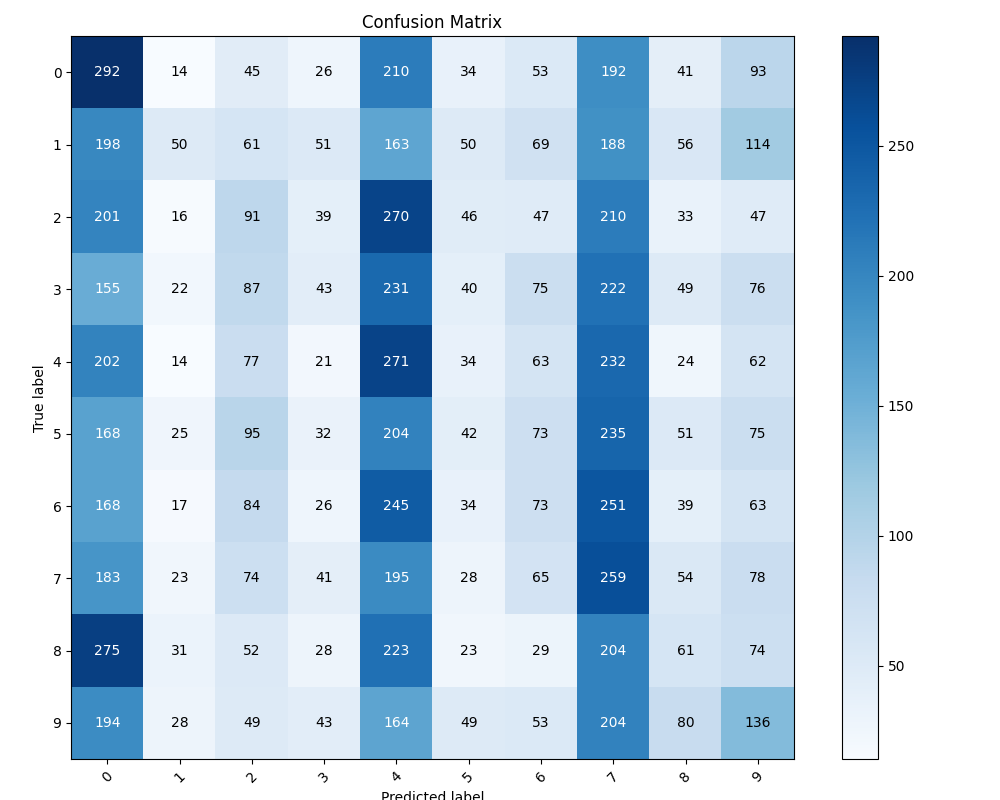 Confusion Matrix
0 292 14 45 26 210 34 53 192 41 93
1 198 50 61 51 163 50 69 188 56 114
2 201 16 91 39 270 46 47 210 33 47
3 155 22 87 43 231 40 75 222 49 76
4 202 14 77 21 271 34 63 232 24 62
5 168 25 95 32 204 42 73 235 51 75
6 168 17 84 26 245 34 73 251 39 63
7 183 23 74 41 195 28 65 259 54 78
8 275 31 52 28 223 23 29 204 61 74
9 194 28 49 43 164 49 53 204 80 136
0 1 2 3 4 5 6 7 8 9
True label
Predicted label
250
200
150
100
50